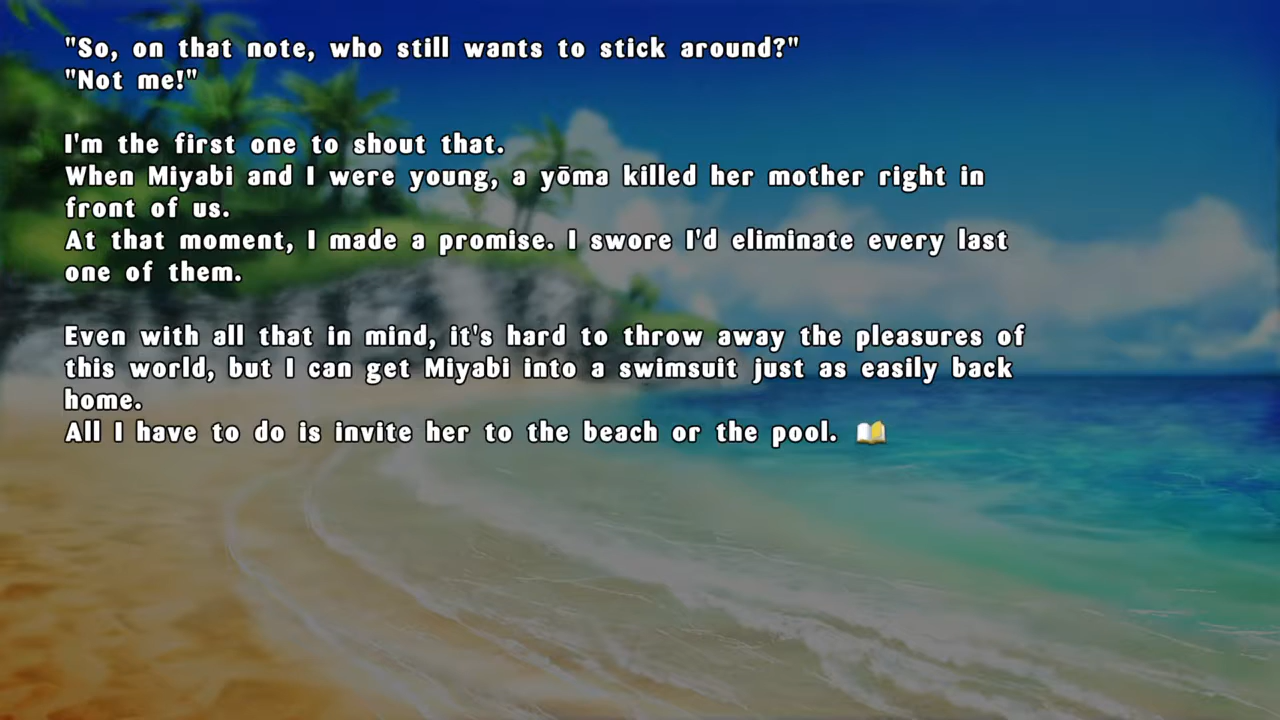 "So, on that note, who still wants to stick around?"
"Not me!"
I'm the first one to shout that.
When Miyabi and I were young, a yōma killed her mother right in
front of us.
At that moment, I made a promise. I swore I'd eliminate every last
one of them.
Even with all that in mind, it's hard to throw away the pleasures of
this world, but I can get Miyabi into a swimsuit just as easily back
home.
All I have to do is invite her to the beach or the pool.